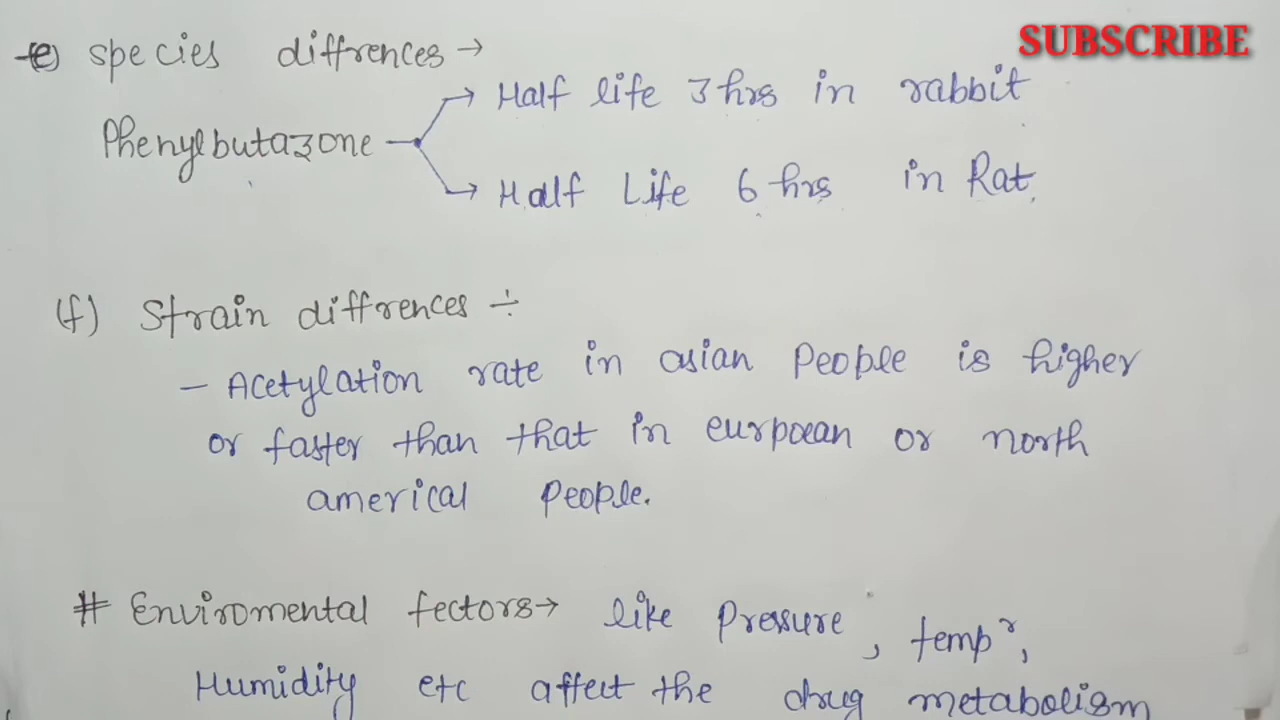 SUBSCRIBE
(e) species diffrences →
Half life 3 hrs in rabbit
Phenylbutazone
Half Life 6 hrs in Rat
(f) Strain diffrences ÷
– Acetylation rate in asian People is higher
or faster than that in eurpoean or north
americal people.
# Enviromental fectors → like Pressure, tempr,
Humidity etc affect the drug metabolism